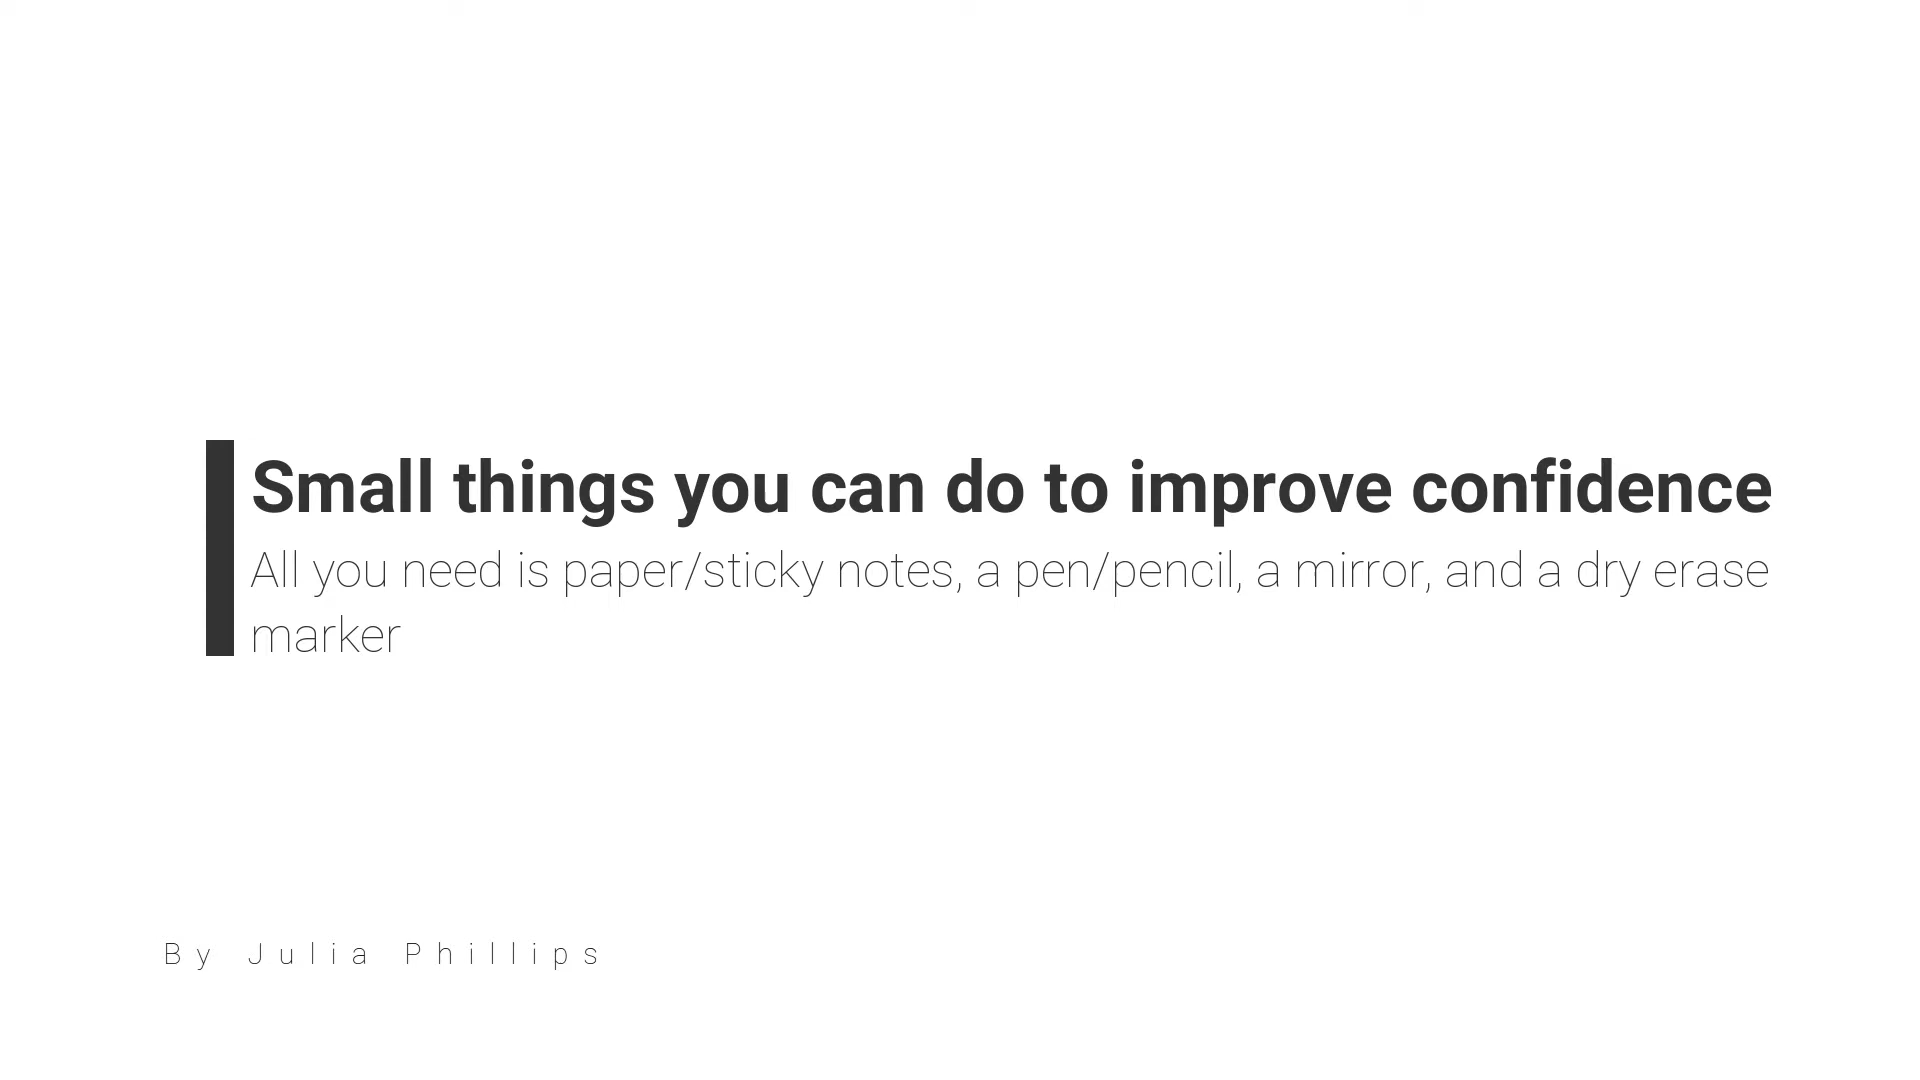 Small things you can do to improve confidence
All you need is paper/sticky notes, a pen/pencil, a mirror, and a dry erase
marker
By Julia Phillips